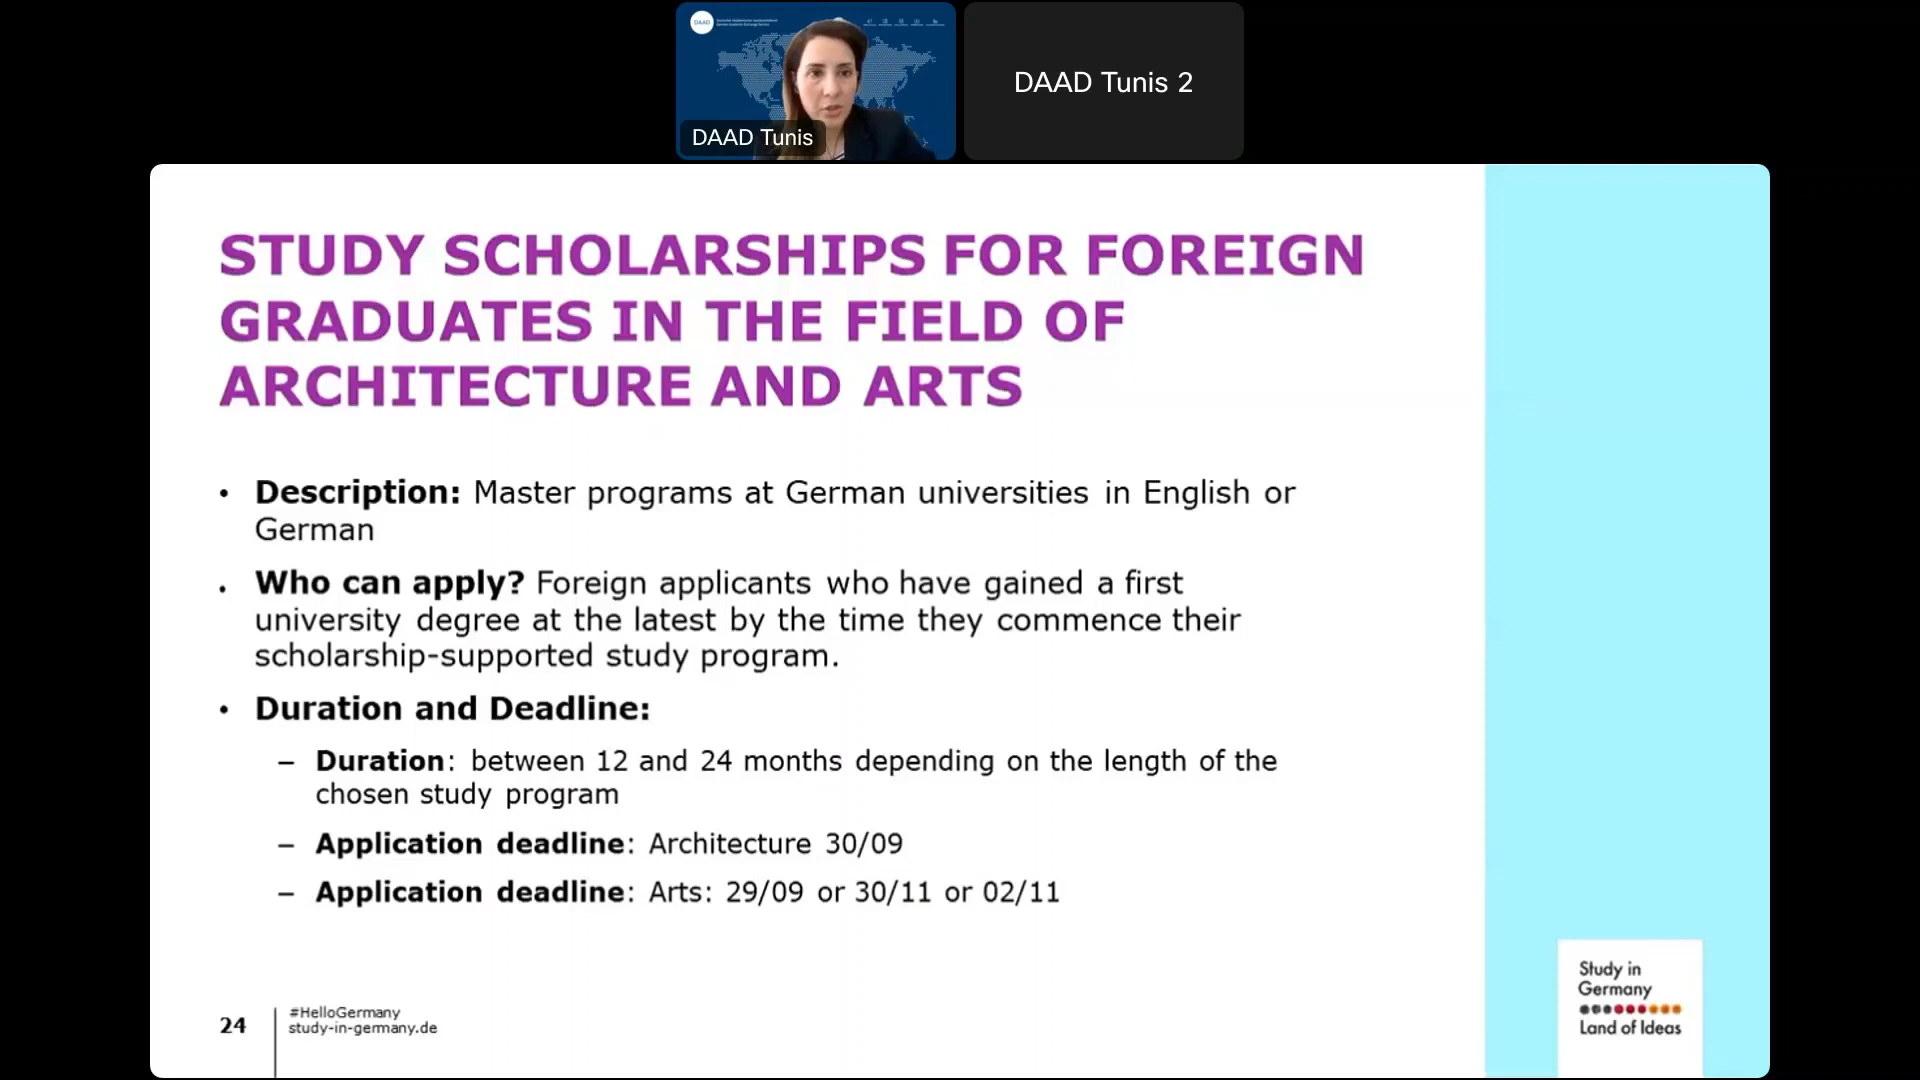 DAAD
DAAD Tunis
DAAD Tunis 2
STUDY SCHOLARSHIPS FOR FOREIGN
GRADUATES IN THE FIELD OF
ARCHITECTURE AND ARTS
• Description: Master programs at German universities in English or
German
• Who can apply? Foreign applicants who have gained a first
university degree at the latest by the time they commence their
scholarship-supported study program.
• Duration and Deadline:
– Duration: between 12 and 24 months depending on the length of the
chosen study program
– Application deadline: Architecture 30/09
– Application deadline: Arts: 29/09 or 30/11 or 02/11
24
#HelloGermany
study-in-germany.de
Study in
Germany
Land of Ideas